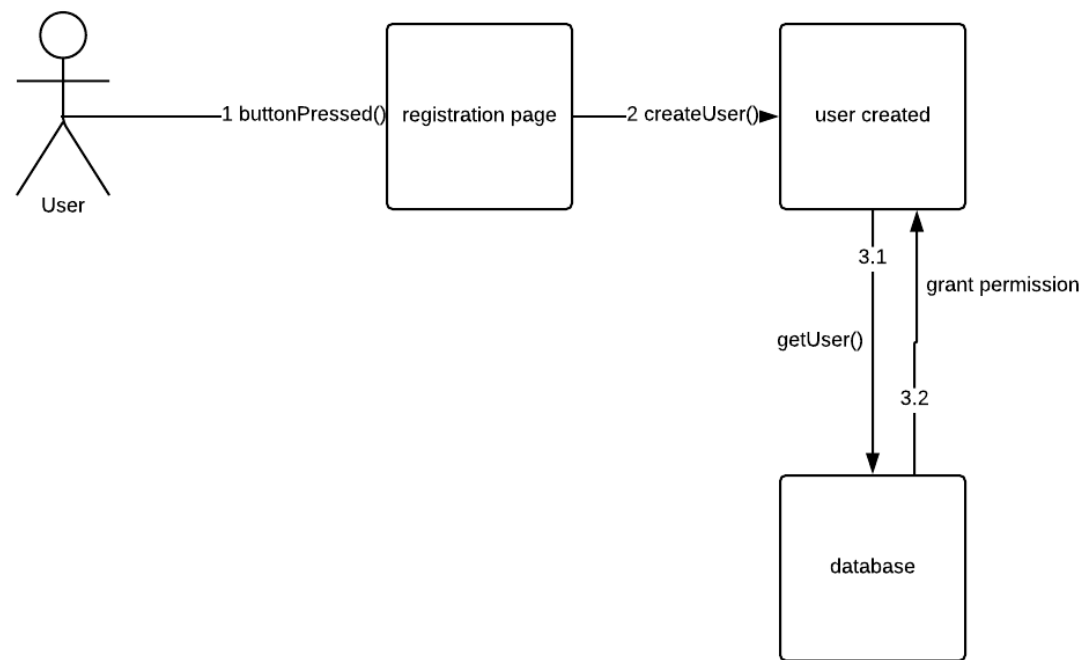 1 buttonPressed()
registration page
2 createUser()
user created
User
3.1
grant permission
getUser()
3.2
database